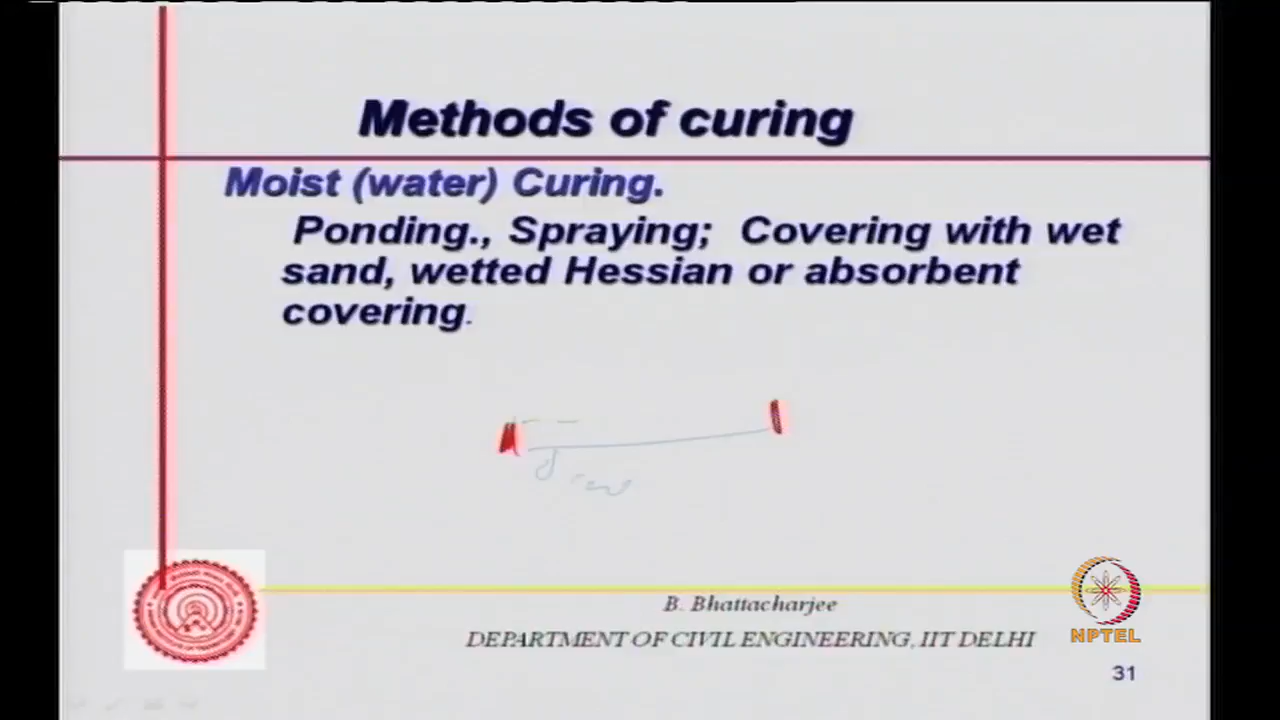 Methods of curing
Moist (water) Curing.
Ponding., Spraying; Covering with wet
sand, wetted Hessian or absorbent
covering.
B. Bhattacharjee
DEPARTMENT OF CIVIL ENGINEERING, IIT DELHI
NPTEL
31